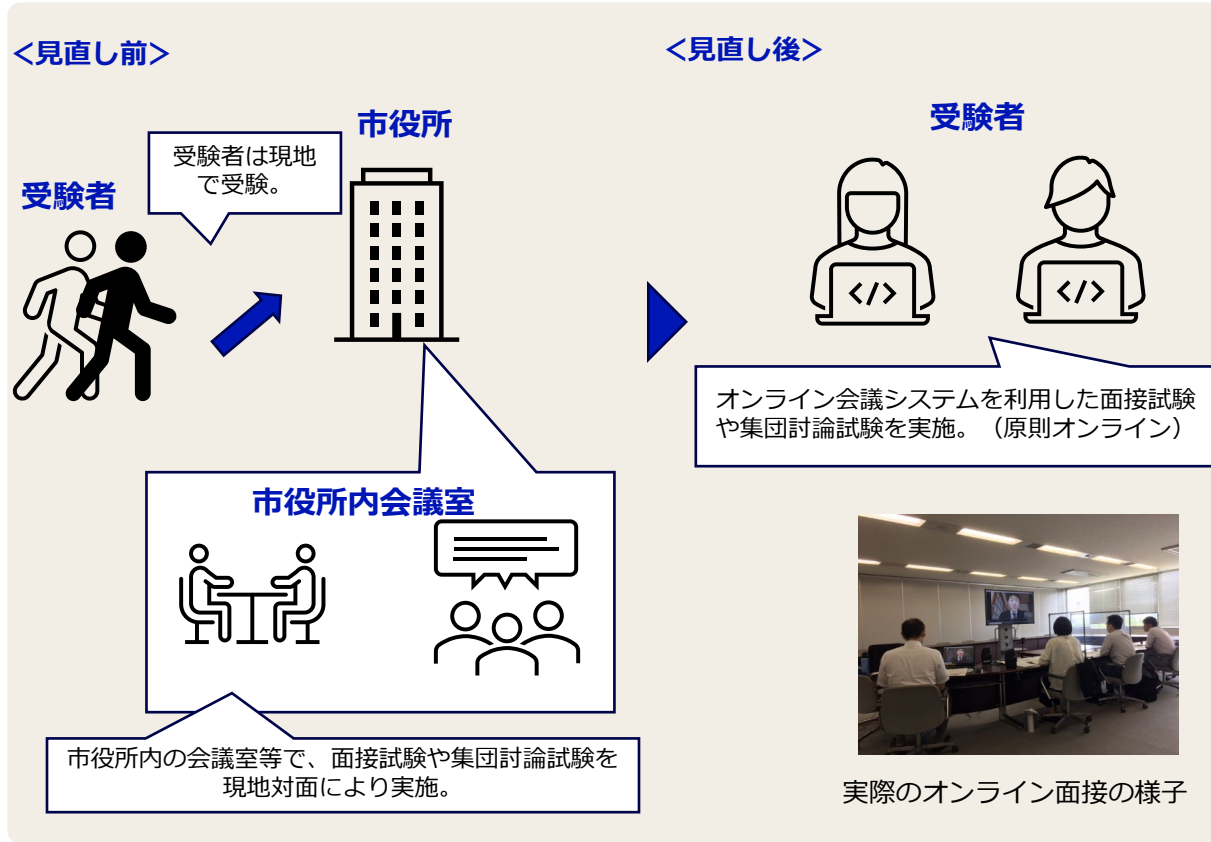 <見直し前>
受験者
受験者は現地
で受験。
市役所
市役所内会議室
市役所内の会議室等で、面接試験や集団討論試験を
現地対面により実施。
<見直し後>
受験者
</>
</>
オンライン会議システムを利用した面接試験
や集団討論試験を実施。（原則オンライン）
実際のオンライン面接の様子